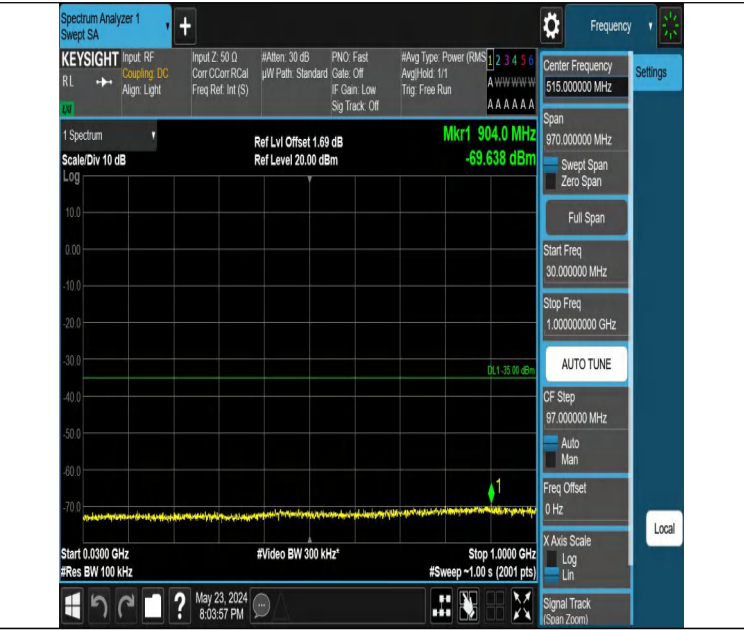 Spectrum Analyzer 1
Swept SA
+
Frequency
KEYSIGHT
Input: RF
Coupling: DC
Align: Light
Input Z: 50 Ω
Corr CCorr RCal
Freq Ref: Int (S)
#Atten: 30 dB
µW Path: Standard
PNO: Fast
Gate: Off
IF Gain: Low
Sig Track: Off
#Avg Type: Power (RMS
Avg|Hold: 1/1
Trig: Free Run
1 2 3 4 5 6
A W W W W W
A A A A A A
R L
LXI
1 Spectrum
Ref Lvl Offset 1.69 dB
Mkr1 904.0 MHz
Scale/Div 10 dB
Ref Level 20.00 dBm
-69.638 dBm
Log
10.0
0.00
-10.0
-20.0
-30.0
DL1 -35.00 dBm
-40.0
-50.0
-60.0
1
-70.0
Start 0.0300 GHz
#Video BW 300 kHz*
Stop 1.0000 GHz
#Res BW 100 kHz
#Sweep ~1.00 s (2001 pts)
?
May 23, 2024
8:03:57 PM
Center Frequency
515.000000 MHz
Settings
Span
970.000000 MHz
Swept Span
Zero Span
Full Span
Start Freq
30.000000 MHz
Stop Freq
1.000000000 GHz
AUTO TUNE
CF Step
97.000000 MHz
Auto
Man
Freq Offset
0 Hz
Local
X Axis Scale
Log
Lin
Signal Track
(Span Zoom)